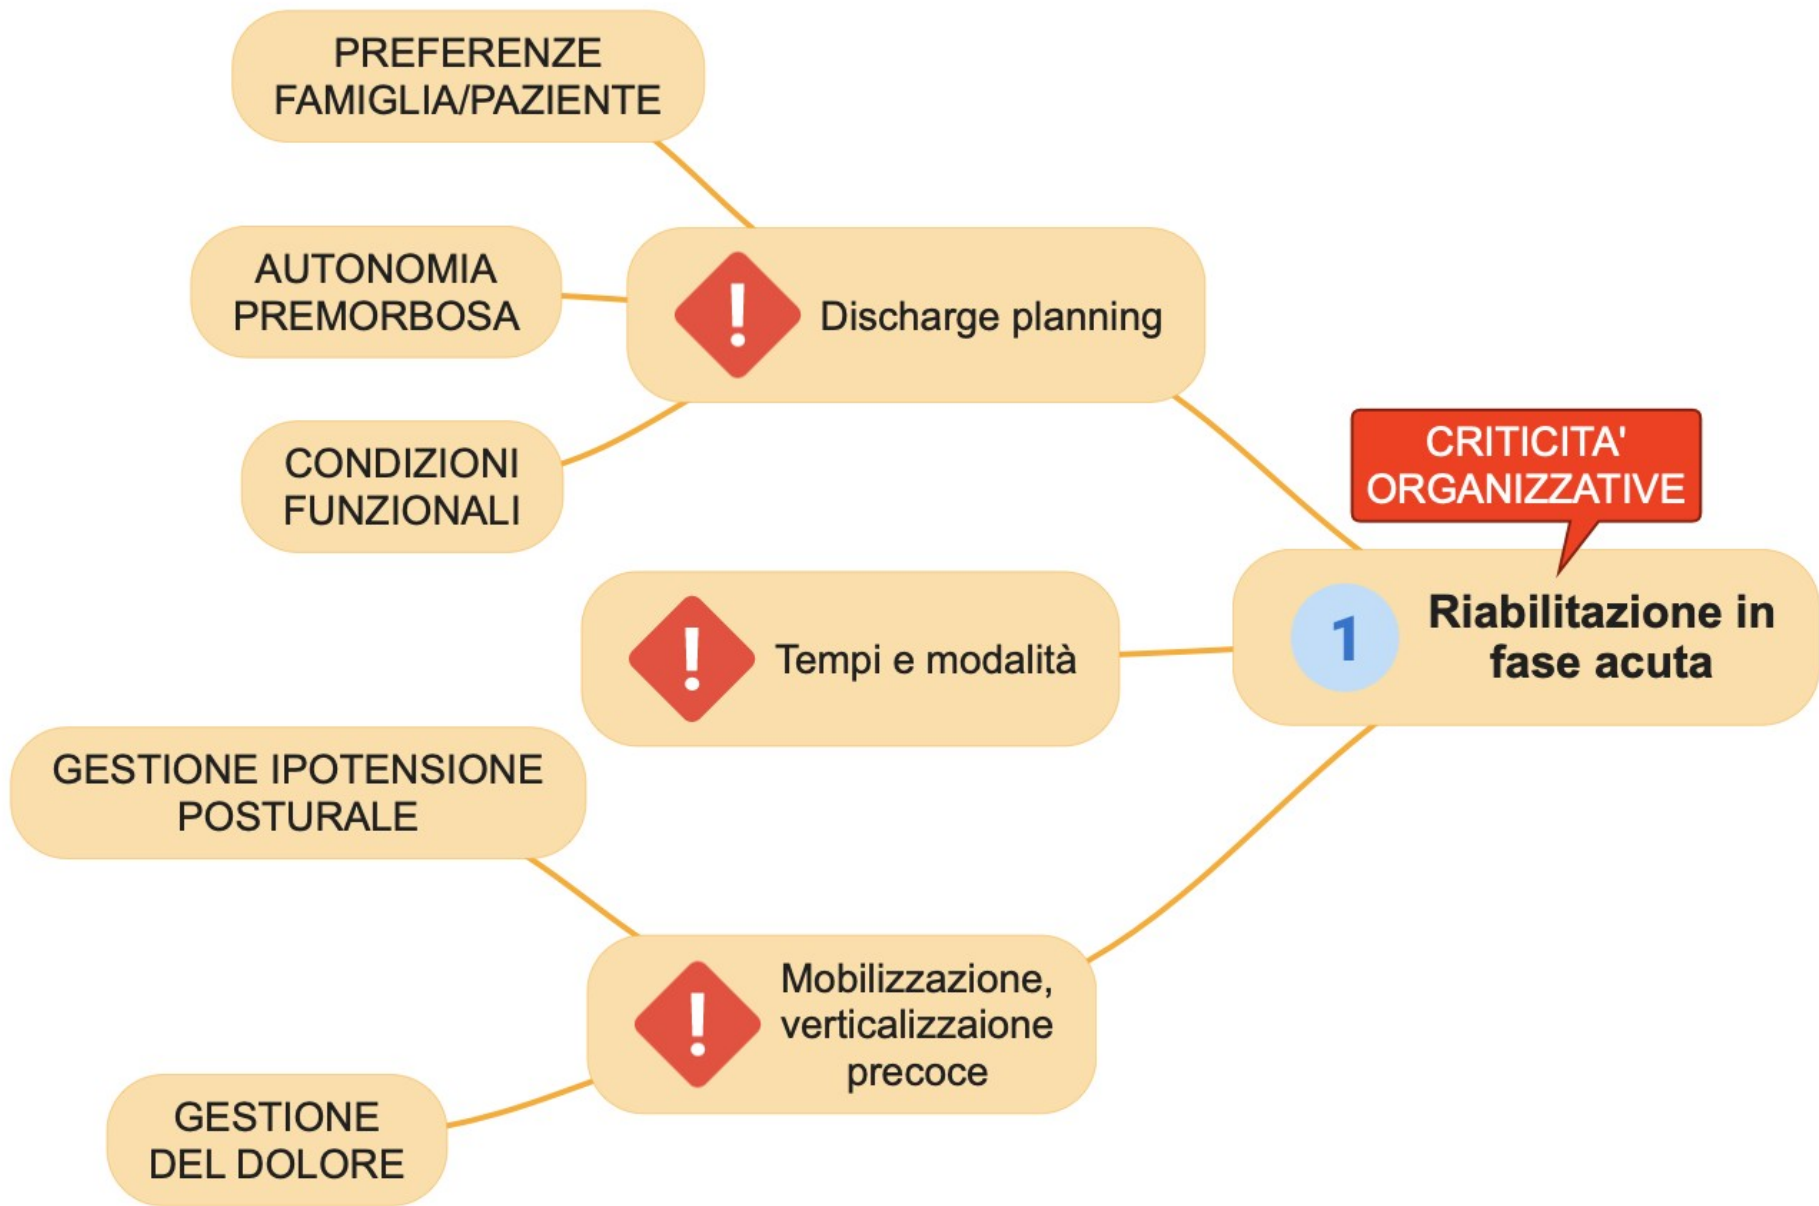 PREFERENZE
FAMIGLIA/PAZIENTE
AUTONOMIA
PREMORBOSA
! Discharge planning
CONDIZIONI
FUNZIONALI
CRITICITA'
ORGANIZZATIVE
1
Riabilitazione in
fase acuta
! Tempi e modalità
GESTIONE IPOTENSIONE
POSTURALE
!
Mobilizzazione,
verticalizzaione
precoce
GESTIONE
DEL DOLORE